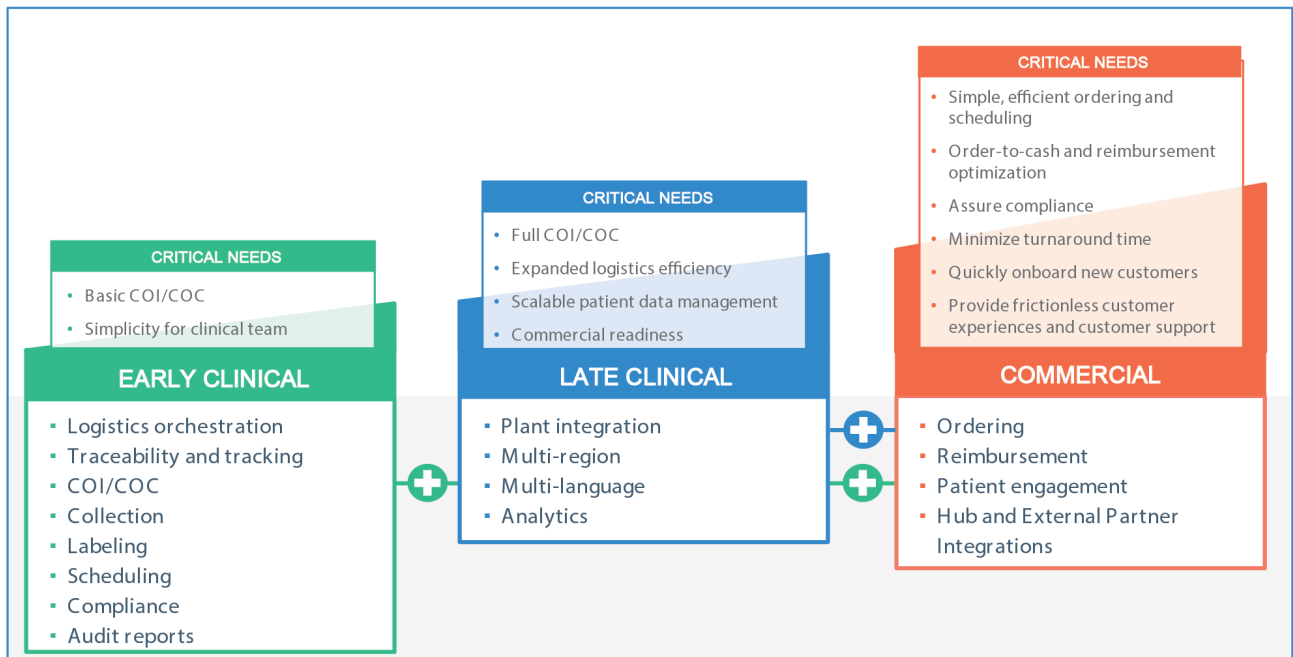 CRITICAL NEEDS
• Basic COI/COC
• Simplicity for clinical team
EARLY CLINICAL
▪ Logistics orchestration
▪ Traceability and tracking
▪ COI/COC
▪ Collection
▪ Labeling
▪ Scheduling
▪ Compliance
▪ Audit reports
CRITICAL NEEDS
• Full COI/COC
• Expanded logistics efficiency
• Scalable patient data management
• Commercial readiness
LATE CLINICAL
▪ Plant integration
▪ Multi-region
▪ Multi-language
▪ Analytics
CRITICAL NEEDS
• Simple, efficient ordering and
scheduling
• Order-to-cash and reimbursement
optimization
• Assure compliance
• Minimize turnaround time
• Quickly onboard new customers
• Provide frictionless customer
experiences and customer support
COMMERCIAL
▪ Ordering
▪ Reimbursement
▪ Patient engagement
▪ Hub and External Partner
Integrations